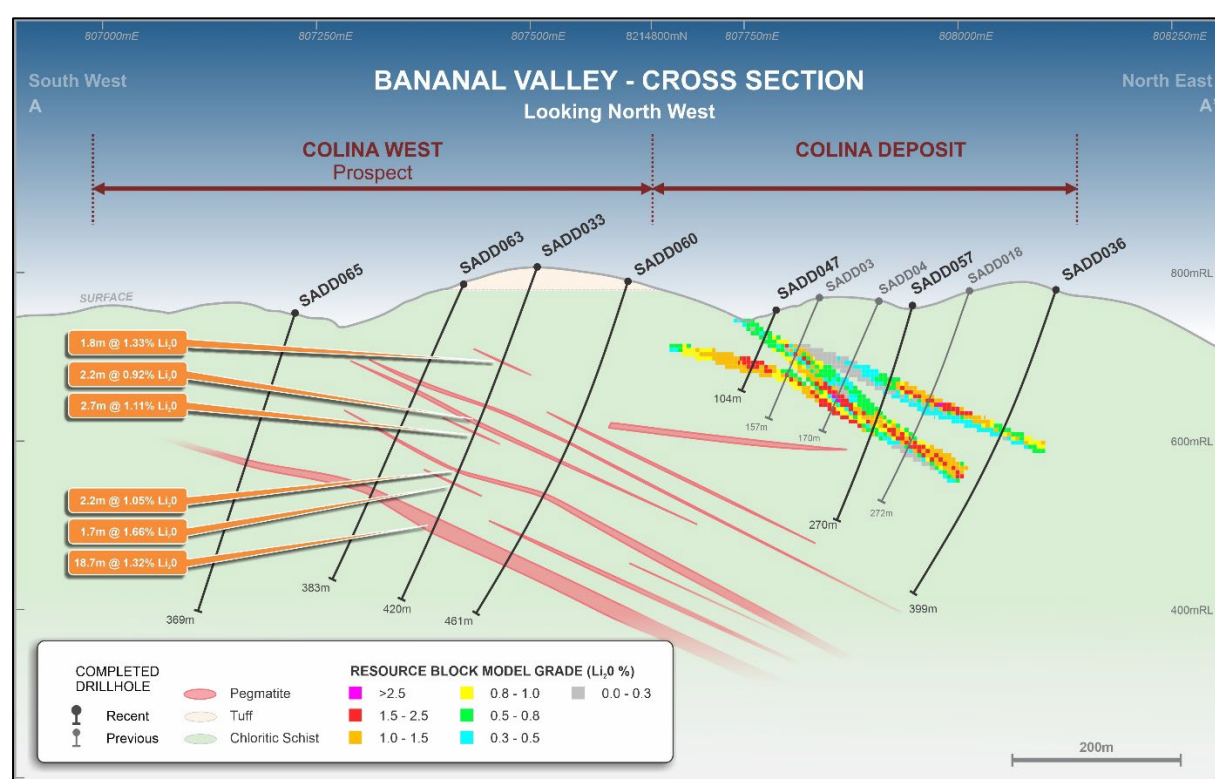 807000mE 807250mE 807500mE 8214800mN 807750mE 808000mE 808250mE
South West
A
BANANAL VALLEY - CROSS SECTION
Looking North West
North East
A'
COLINA WEST
Prospect
COLINA DEPOSIT
SADD065
SADD063
SADD033
SADD060
SADD047
SADD03
SADD04
SADD057
SADD018
SADD036
800mRL
SURFACE
1.8m @ 1.33% Li₂0
2.2m @ 0.92% Li₂0
2.7m @ 1.11% Li₂0
2.2m @ 1.05% Li₂0
1.7m @ 1.66% Li₂0
18.7m @ 1.32% Li₂0
104m
157m
170m
600mRL
272m
270m
383m
420m
461m
369m
399m
400mRL
COMPLETED
DRILLHOLE
Recent
Previous
Pegmatite
Tuff
Chloritic Schist
RESOURCE BLOCK MODEL GRADE (Li₂0 %)
>2.5 0.8 - 1.0 0.0 - 0.3
1.5 - 2.5 0.5 - 0.8
1.0 - 1.5 0.3 - 0.5
200m